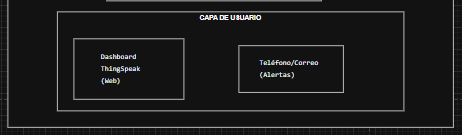 CAPA DE USUARIO
Dashboard
ThingSpeak
(Web)
Teléfono/Correo
(Alertas)